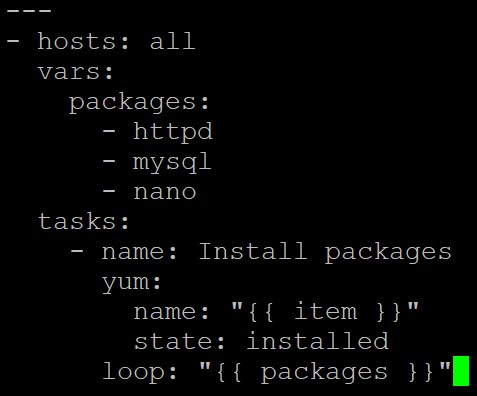 ---
- hosts: all
  vars:
    packages:
      - httpd
      - mysql
      - nano
  tasks:
    - name: Install packages
      yum:
        name: "{{ item }}"
        state: installed
      loop: "{{ packages }}"